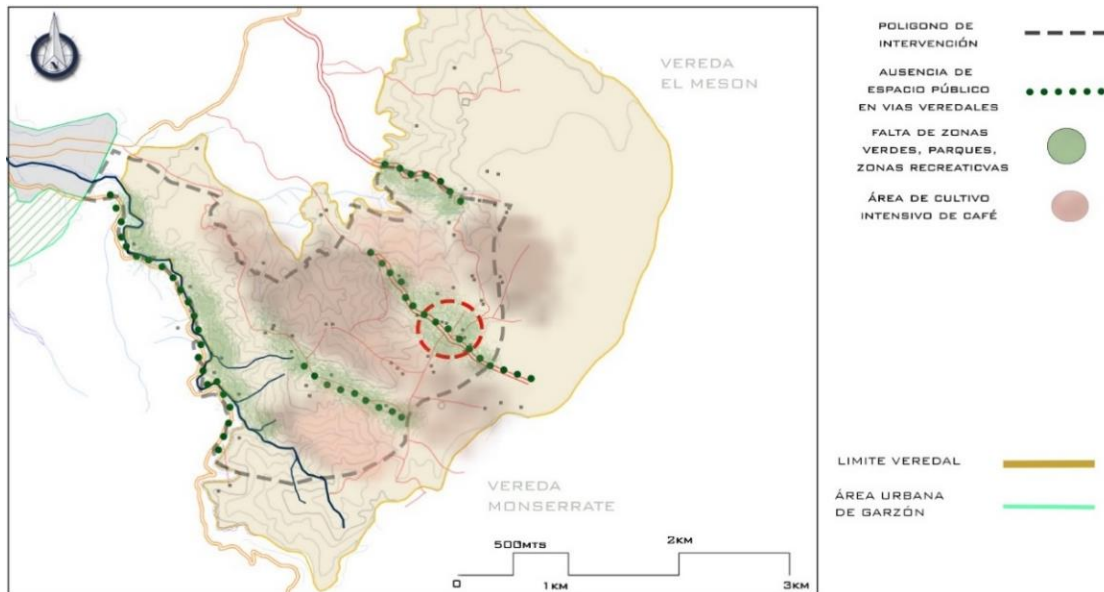 N
VEREDA
EL MESON
VEREDA
MONSERRATE
500MTS
2KM
0
1KM
3KM
POLIGONO DE
INTERVENCIÓN
AUSENCIA DE
ESPACIO PÚBLICO
EN VIAS VEREDALES
FALTA DE ZONAS
VERDES, PARQUES,
ZONAS RECREATICVAS
ÁREA DE CULTIVO
INTENSIVO DE CAFÉ
LIMITE VEREDAL
ÁREA URBANA
DE GARZÓN